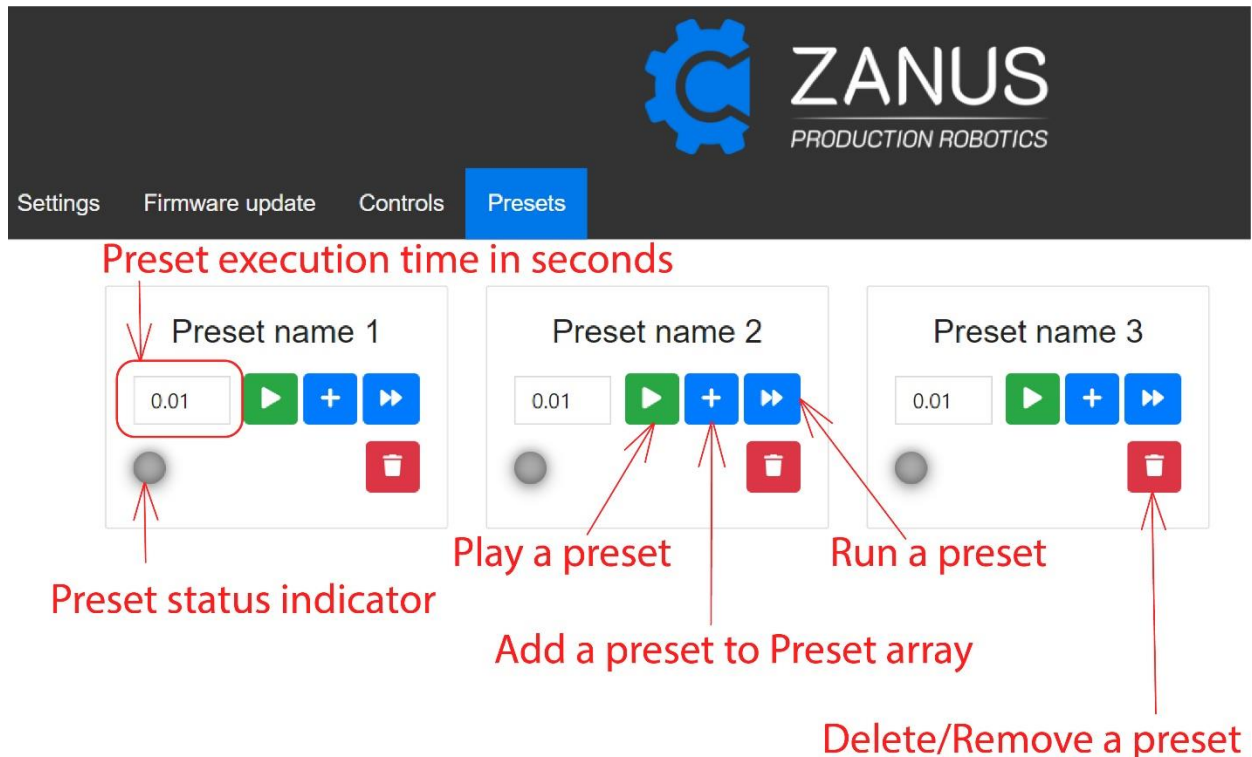 ZANUS
PRODUCTION ROBOTICS
Settings Firmware update Controls Presets
Preset execution time in seconds
Preset name 1 Preset name 2 Preset name 3
0.01 0.01 0.01
Play a preset Run a preset
Preset status indicator
Add a preset to Preset array
Delete/Remove a preset